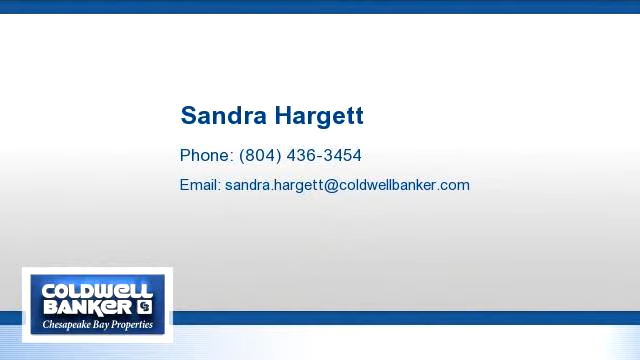 Sandra Hargett
Phone: (804) 436-3454
Email: sandra.hargett@coldwellbanker.com
COLDWELL
BANKER
Chesapeake Bay Properties